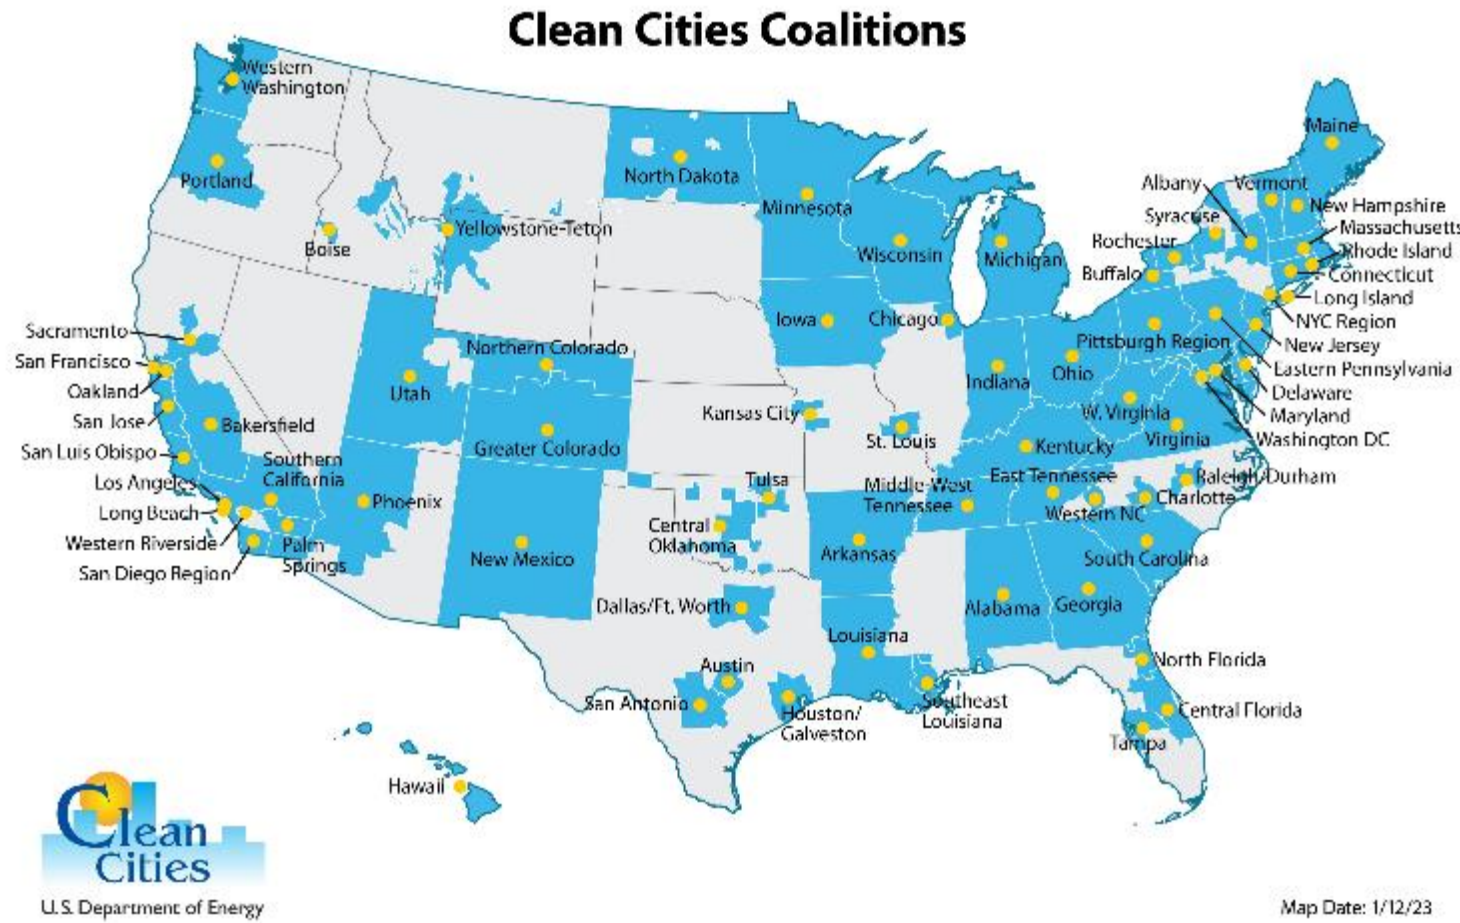 Clean Cities Coalitions
Western
Washington
Portland
Boise
Yellowstone-Teton
North Dakota
Minnesota
Wisconsin
Michigan
Iowa
Chicago
Maine
Albany
Vermont
Syracuse
New Hampshire
Rochester
Massachusetts
Rhode Island
Buffalo
Connecticut
Long Island
NYC Region
New Jersey
Pittsburgh Region
Eastern Pennsylvania
Delaware
Maryland
Washington DC
Sacramento
San Francisco
Oakland
San Jose
Bakersfield
San Luis Obispo
Southern
California
Los Angeles
Long Beach
Western Riverside
San Diego Region
Palm
Springs
Utah
Northern Colorado
Greater Colorado
Phoenix
New Mexico
Kansas City
St. Louis
Indiana
Ohio
W. Virginia
Virginia
Kentucky
East Tennessee
Middle-West
Tennessee
Raleigh/Durham
Charlotte
Western NC
South Carolina
Tulsa
Central
Oklahoma
Arkansas
Dallas/Ft. Worth
Louisiana
Alabama
Georgia
Austin
San Antonio
Houston/
Galveston
Southeast
Louisiana
North Florida
Central Florida
Tampa
Hawaii
Clean
Cities
U.S. Department of Energy
Map Date: 1/12/23